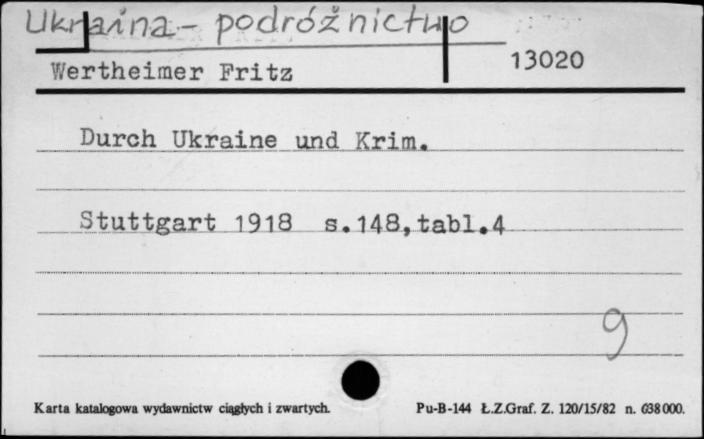 Ukraina - podróżnictwo
Wertheimer Fritz 13020
Durch Ukraine und Krim.
Stuttgart 1918 s.148,tabl.4
9
Karta katalogowa wydawnictw ciągłych i zwartych. Pu-B-144 Ł.Z.Graf. Z. 120/15/82 n. 638000.